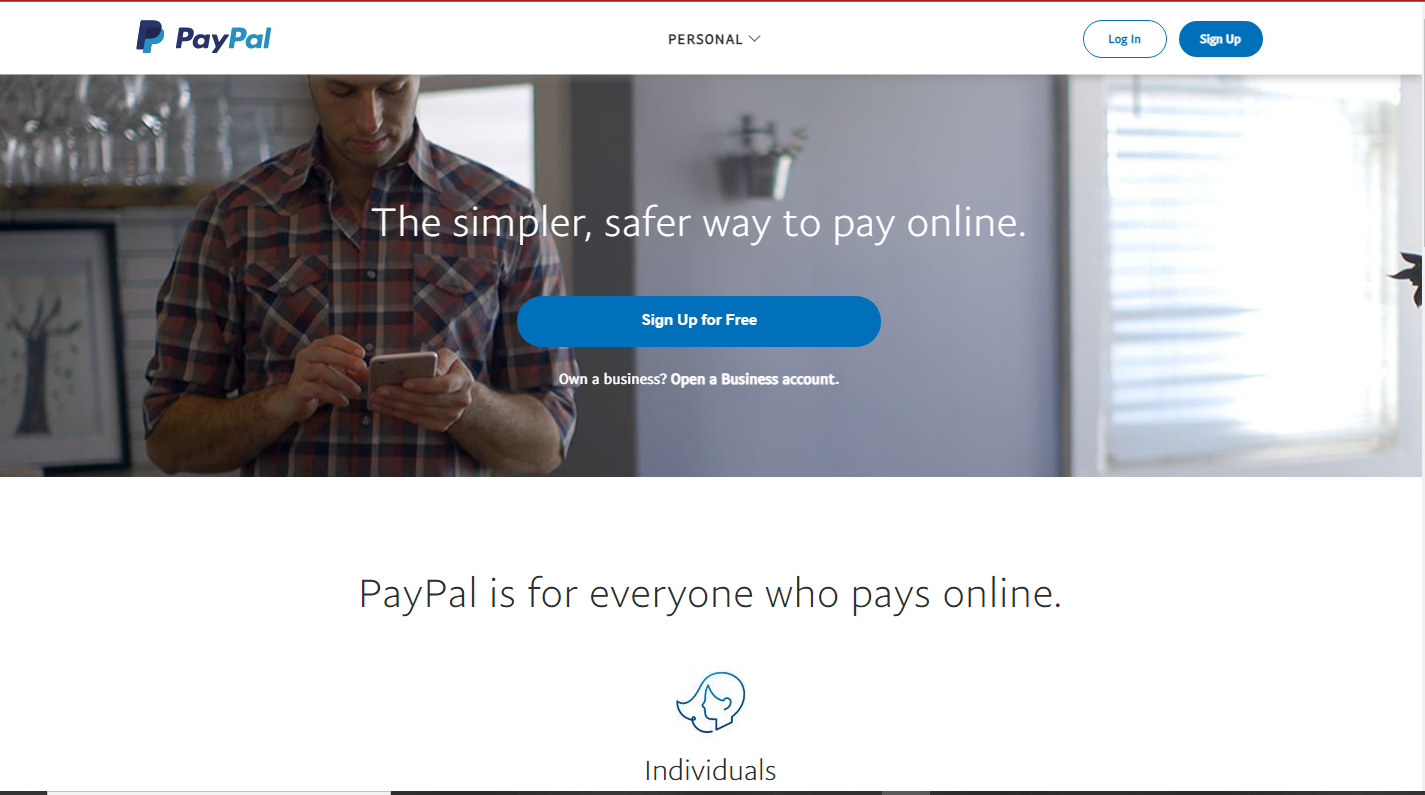 PayPal
PERSONAL
Log In
Sign Up
The simpler, safer way to pay online.
Sign Up for Free
Own a business? Open a Business account.
PayPal is for everyone who pays online.
Individuals